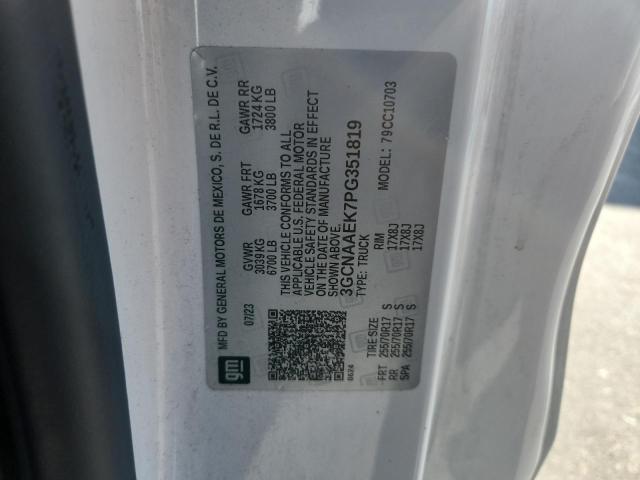 MFD BY GENERAL MOTORS DE MEXICO, S. DE R.L. DE C.V.
07/23 GVWR GAWR FRT GAWR RR
3039 KG 1678 KG 1724 KG
6700 LB 3700 LB 3800 LB
THIS VEHICLE CONFORMS TO ALL
APPLICABLE U.S. FEDERAL MOTOR
VEHICLE SAFETY STANDARDS IN EFFECT
ON THE DATE OF MANUFACTURE
SHOWN ABOVE.
3GCNAAEK7PG351819
TYPE: TRUCK MODEL: 79CC10703
gm
0624
TIRE SIZE RIM
FRT 255/70R17 S 17X8J
RR 255/70R17 S 17X8J
SPA 255/70R17 S 17X8J